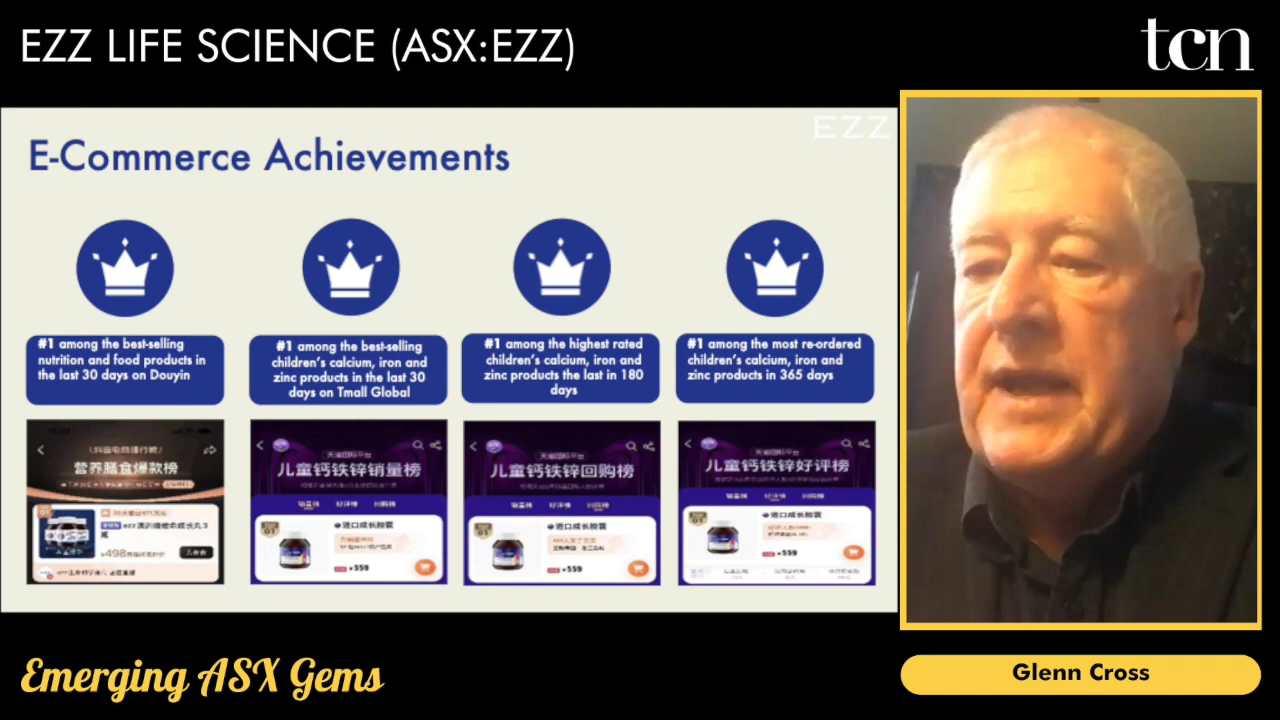 EZZ LIFE SCIENCE (ASX:EZZ)
tcn
EZZ
E-Commerce Achievements
#1 among the best-selling
nutrition and food products in
the last 30 days on Douyin
#1 among the best-selling
children's calcium, iron and
zinc products in the last 30
days on Tmall Global
#1 among the highest rated
children's calcium, iron and
zinc products the last in 180
days
#1 among the most re-ordered
children's calcium, iron and
zinc products in 365 days
营养膳食爆款榜
498
儿童钙铁锌销量榜
进口成长胶囊
¥559
儿童钙铁锌回购榜
进口成长胶囊
¥559
儿童钙铁锌好评榜
进口成长胶囊
¥559
Emerging ASX Gems
Glenn Cross